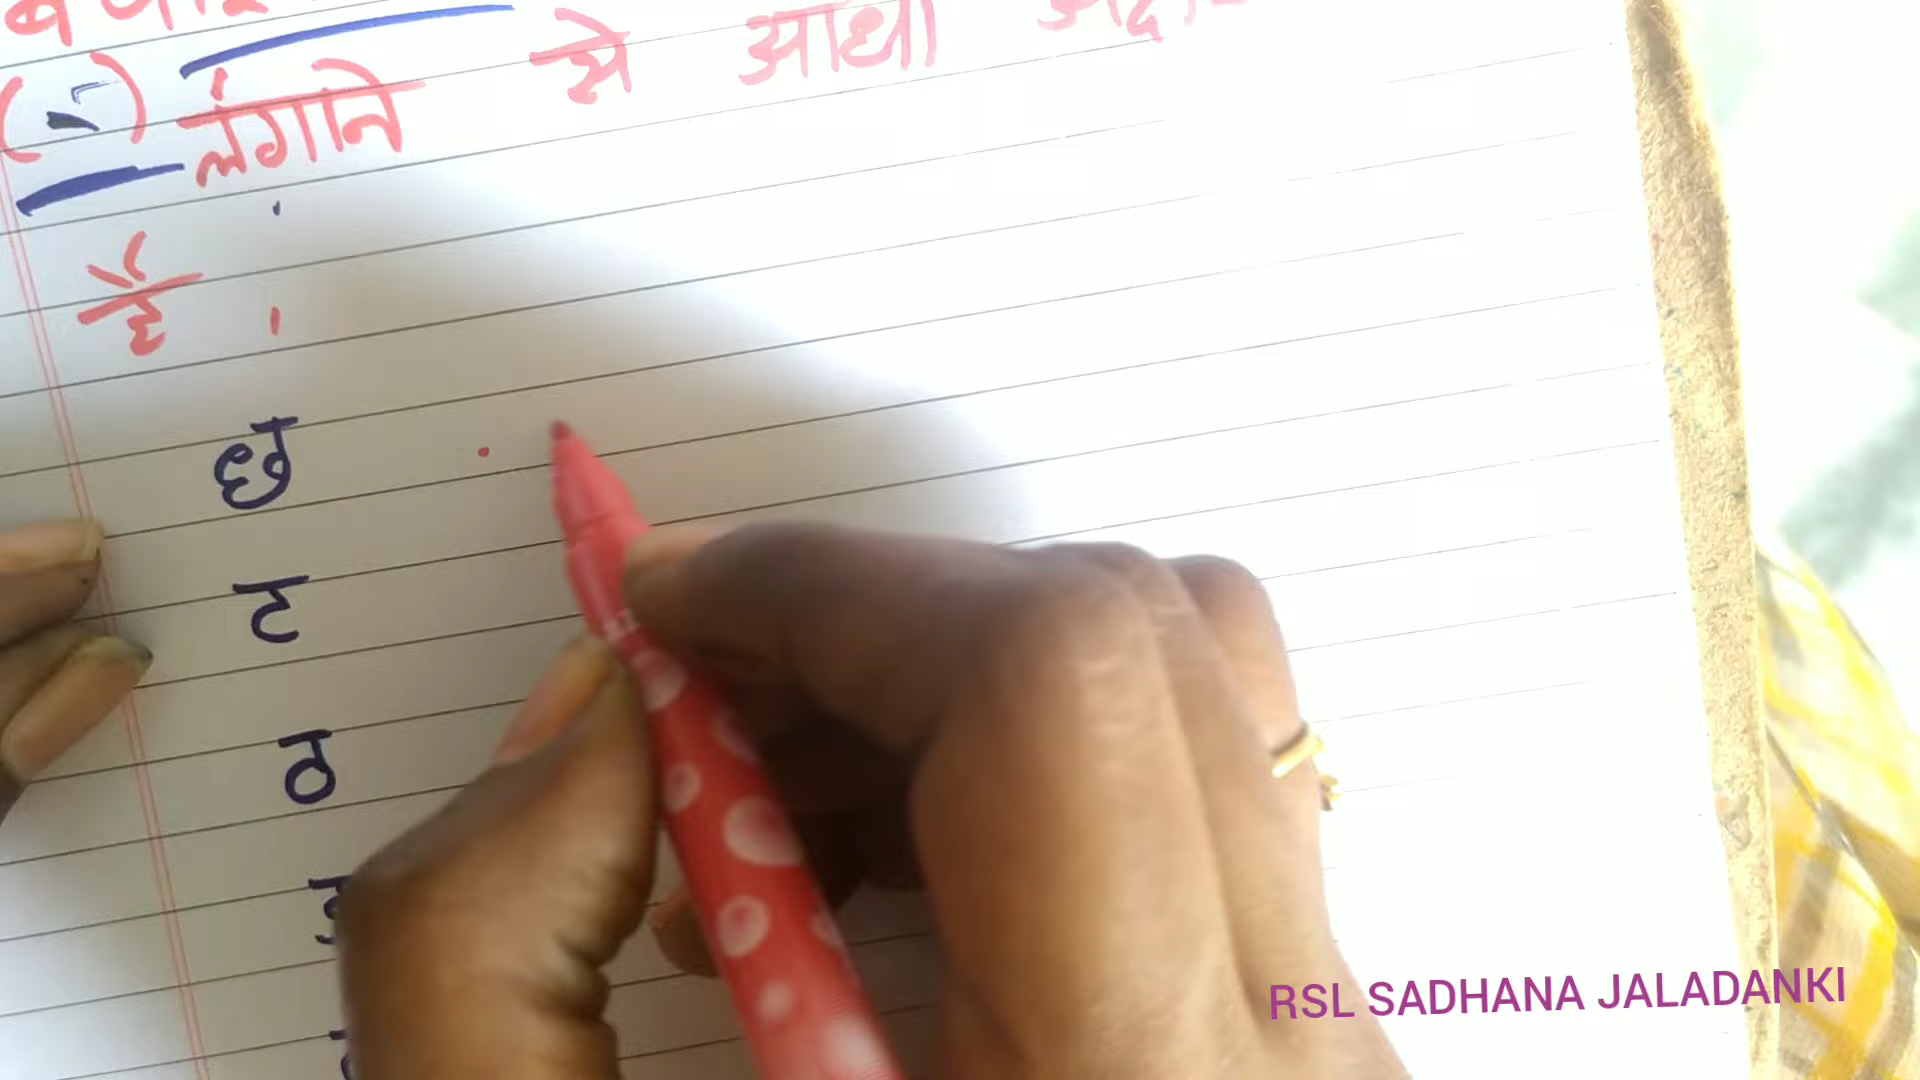 (्) लगाने से आधा
है ।
छ
ट
ठ
RSL SADHANA JALADANKI